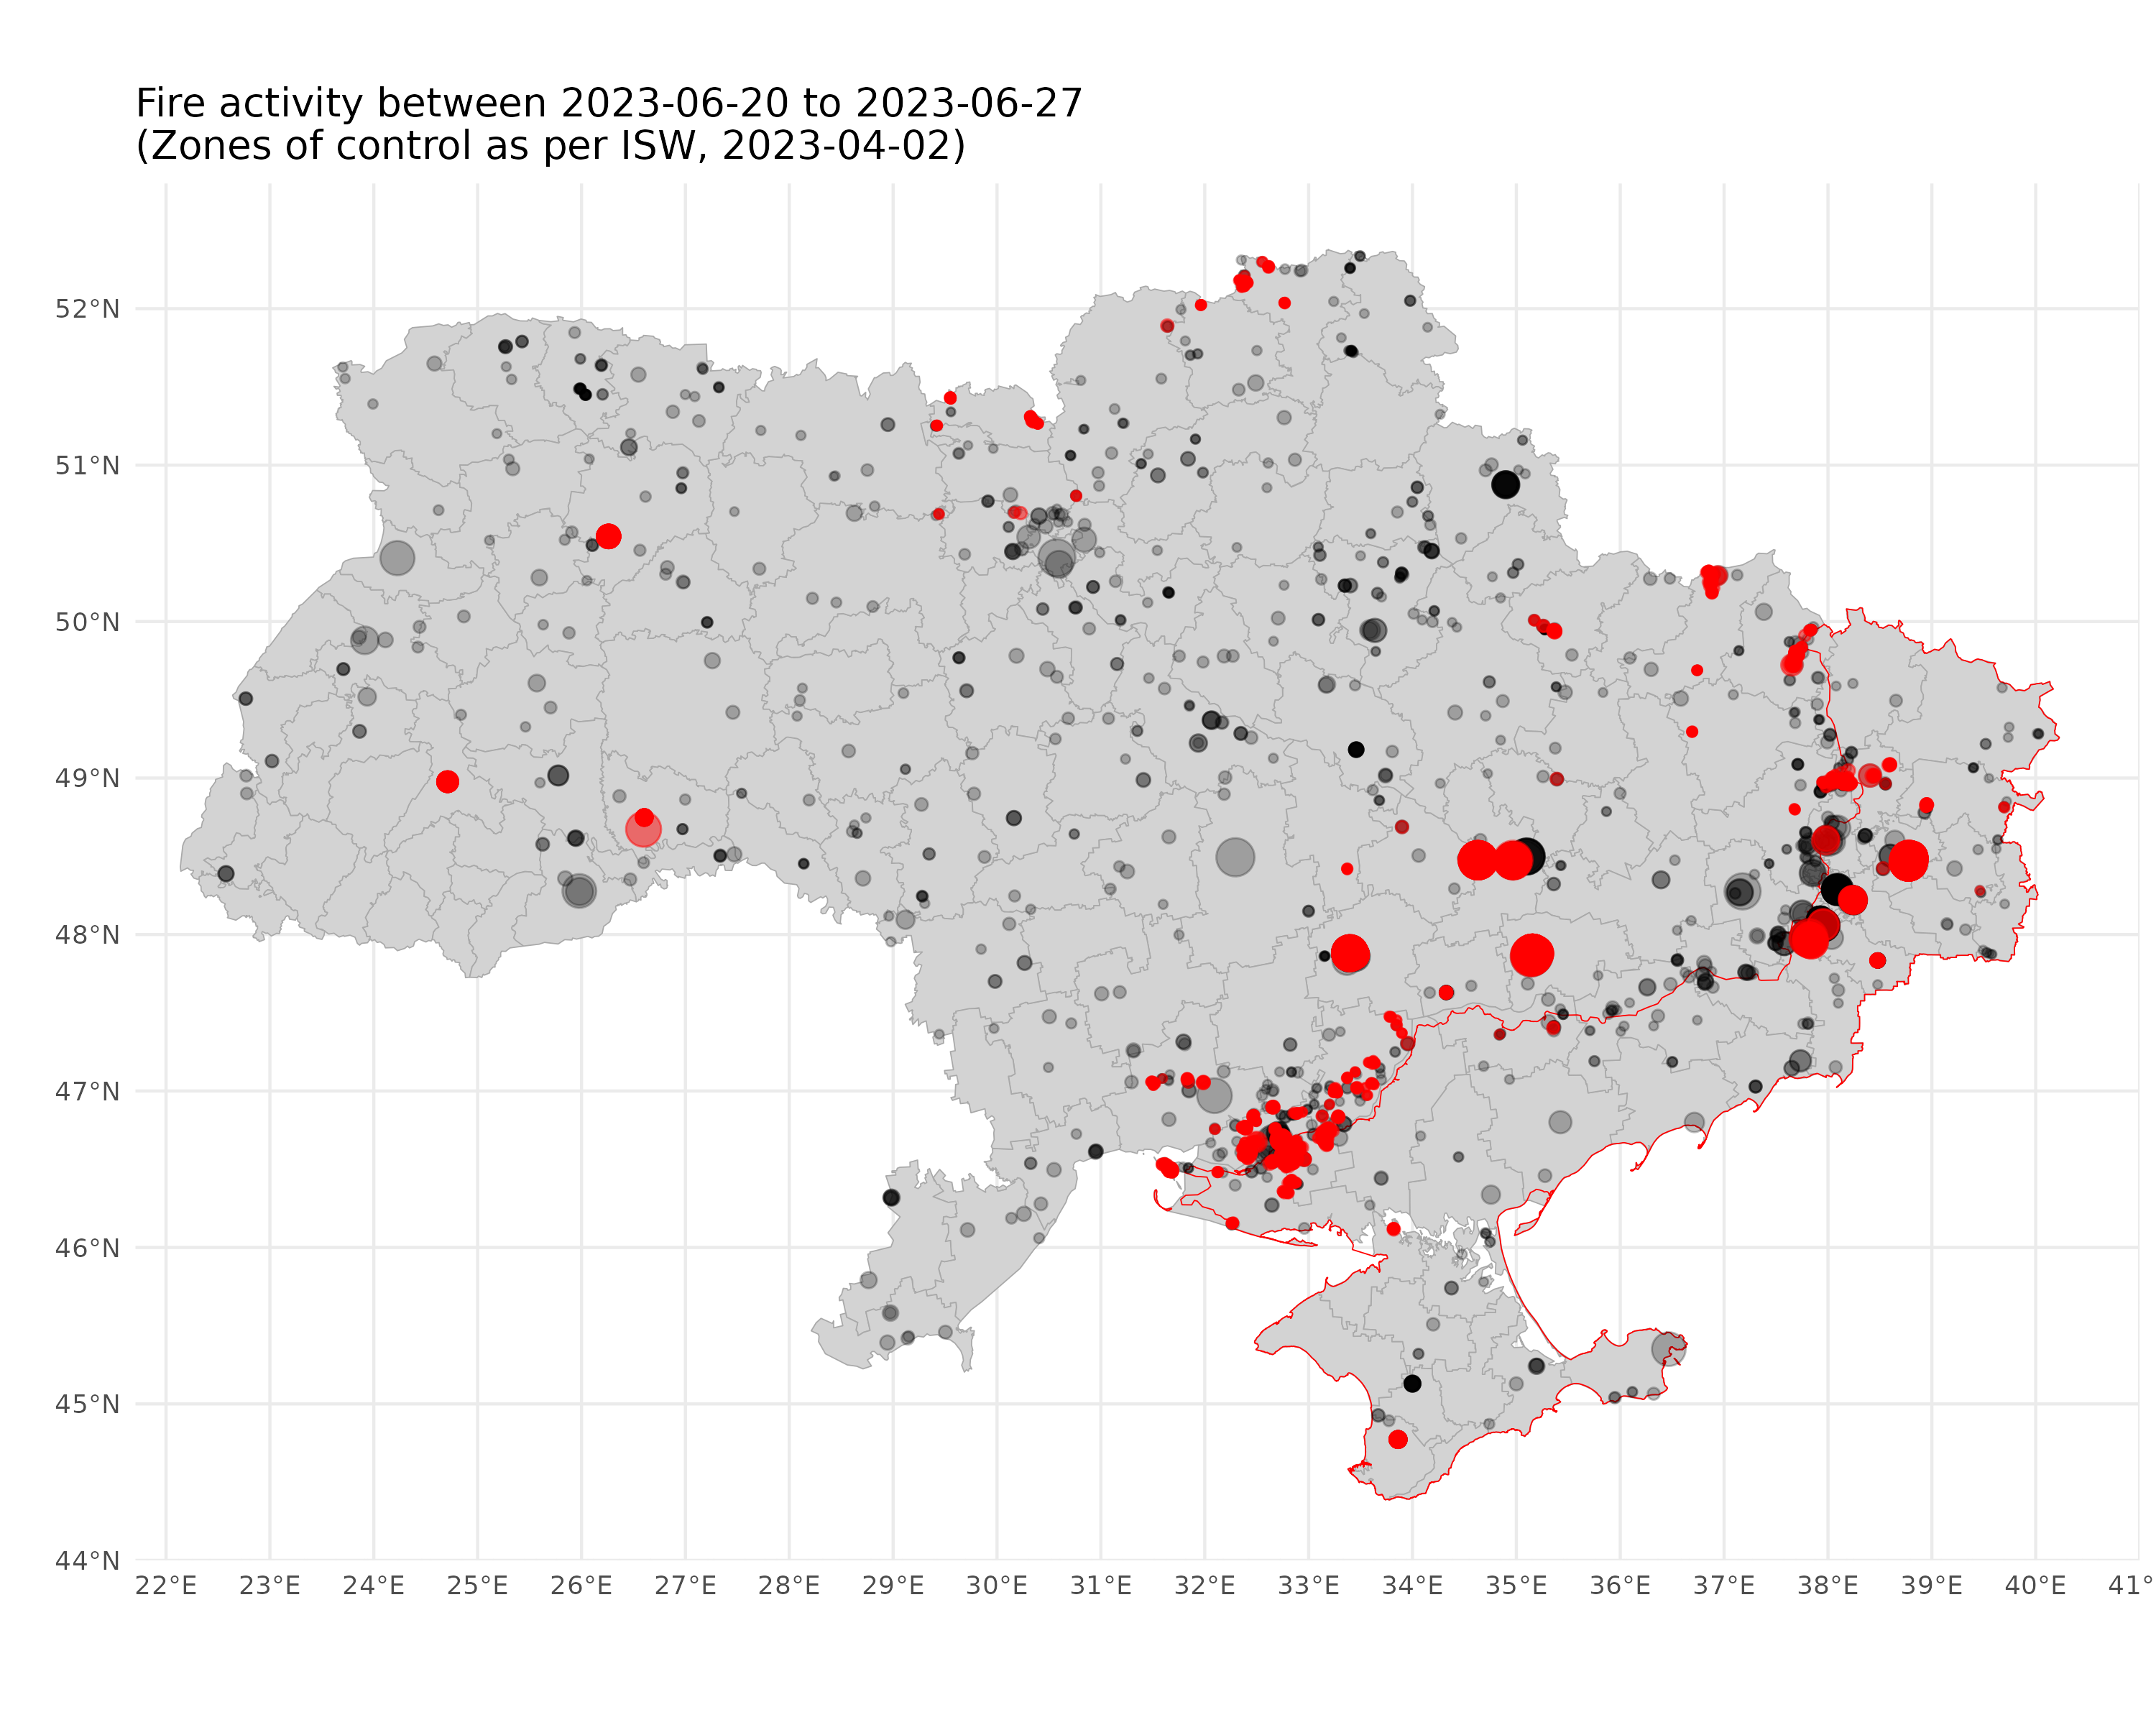 Fire activity between 2023-06-20 to 2023-06-27
(Zones of control as per ISW, 2023-04-02)
52°N
51°N
50°N
49°N
48°N
47°N
46°N
45°N
44°N
22°E 23°E 24°E 25°E 26°E 27°E 28°E 29°E 30°E 31°E 32°E 33°E 34°E 35°E 36°E 37°E 38°E 39°E 40°E 41°